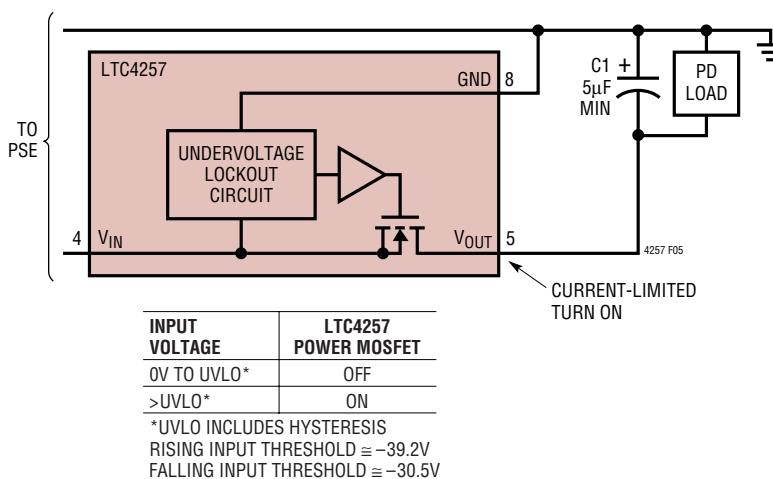 LTC4257
GND 8
TO
PSE
UNDERVOLTAGE
LOCKOUT
CIRCUIT
4 VIN
VOUT 5
C1 +
5µF
MIN
PD
LOAD
4257 F05
CURRENT-LIMITED
TURN ON
INPUT VOLTAGE
LTC4257 POWER MOSFET
0V TO UVLO* OFF
>UVLO* ON
*UVLO INCLUDES HYSTERESIS
RISING INPUT THRESHOLD ≅ –39.2V
FALLING INPUT THRESHOLD ≅ –30.5V